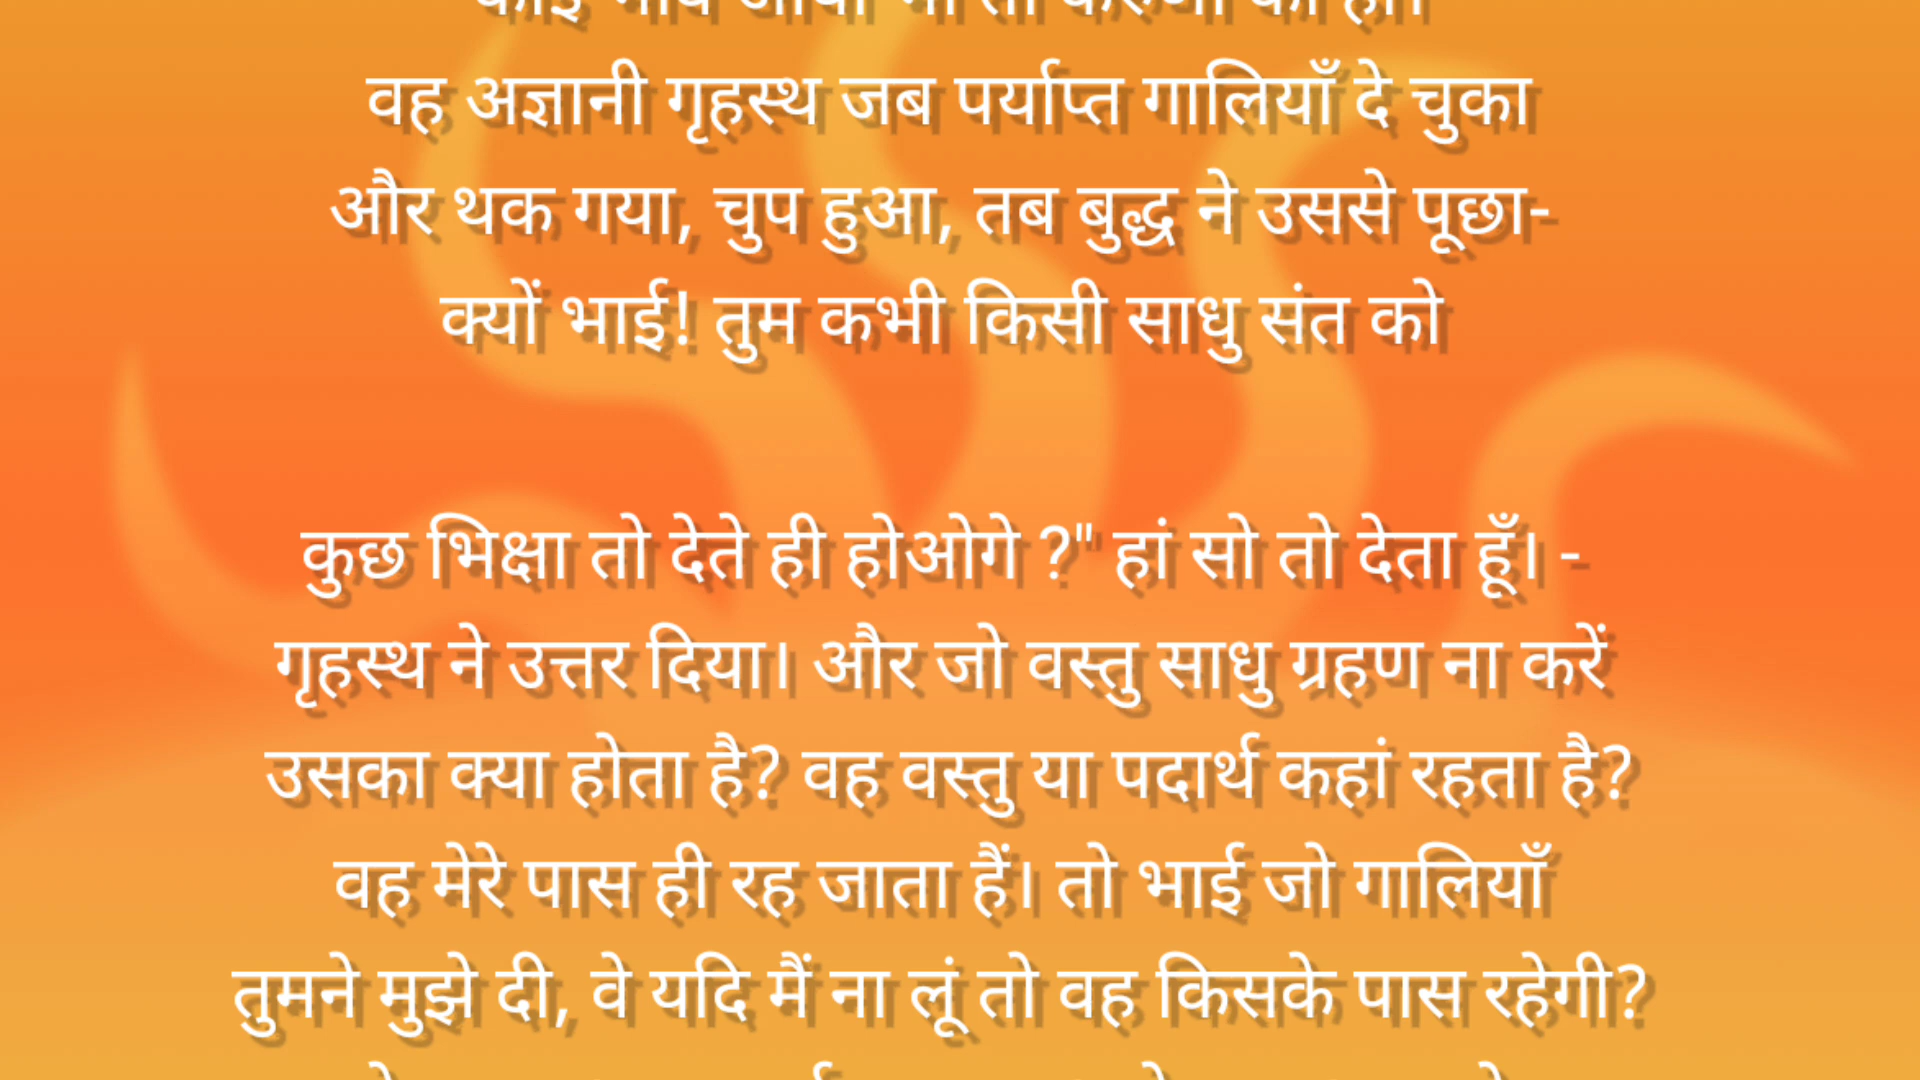 वह अज्ञानी गृहस्थ जब पर्याप्त गालियाँ दे चुका
और थक गया, चुप हुआ, तब बुद्ध ने उससे पूछा-
क्यों भाई! तुम कभी किसी साधु संत को
कुछ भिक्षा तो देते ही होओगे ?" हां सो तो देता हूँ। -
गृहस्थ ने उत्तर दिया। और जो वस्तु साधु ग्रहण ना करें
उसका क्या होता है? वह वस्तु या पदार्थ कहां रहता है?
वह मेरे पास ही रह जाता हैं। तो भाई जो गालियाँ
तुमने मुझे दी, वे यदि मैं ना लूं तो वह किसके पास रहेगी?